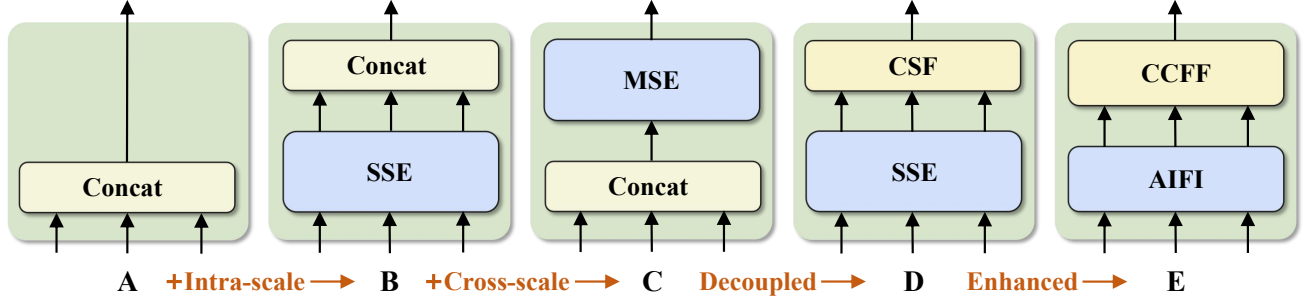 Concat
Concat
SSE
MSE
Concat
CSF
SSE
CCFF
AIFI
A +Intra-scale B +Cross-scale C Decoupled D Enhanced E